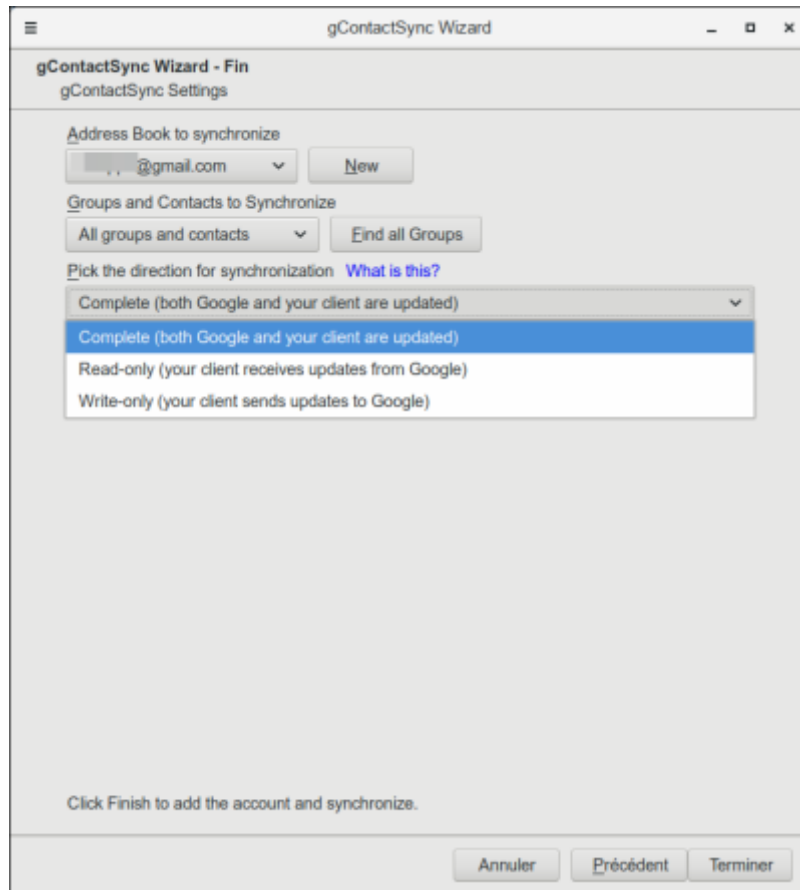 gContactSync Wizard
gContactSync Wizard - Fin
gContactSync Settings
Address Book to synchronize
@gmail.com
New
Groups and Contacts to Synchronize
All groups and contacts
Find all Groups
Pick the direction for synchronization What is this?
Complete (both Google and your client are updated)
Complete (both Google and your client are updated)
Read-only (your client receives updates from Google)
Write-only (your client sends updates to Google)
Click Finish to add the account and synchronize.
Annuler Précédent Terminer